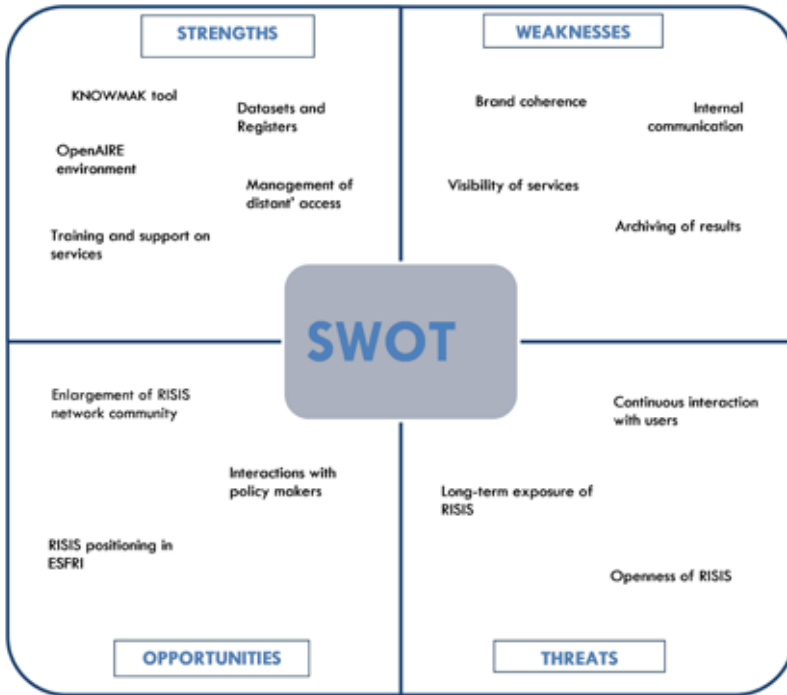 STRENGTHS
KNOWMAK tool
Datasets and
Registers
OpenAIRE
environment
Management of
distant' access
Training and support on
services
WEAKNESSES
Brand coherence
Internal
communication
Visibility of services
Archiving of results
SWOT
Enlargement of RISIS
network community
Interactions with
policy makers
RISIS positioning in
ESFRI
OPPORTUNITIES
Continuous interaction
with users
Long-term exposure of
RISIS
Openness of RISIS
THREATS